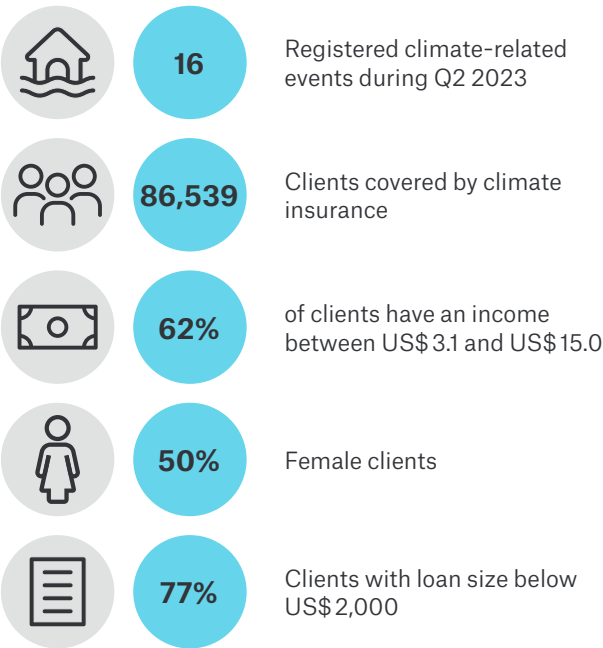 16
Registered climate-related
events during Q2 2023
86,539
Clients covered by climate
insurance
62%
of clients have an income
between US$ 3.1 and US$ 15.0
50%
Female clients
77%
Clients with loan size below
US$ 2,000